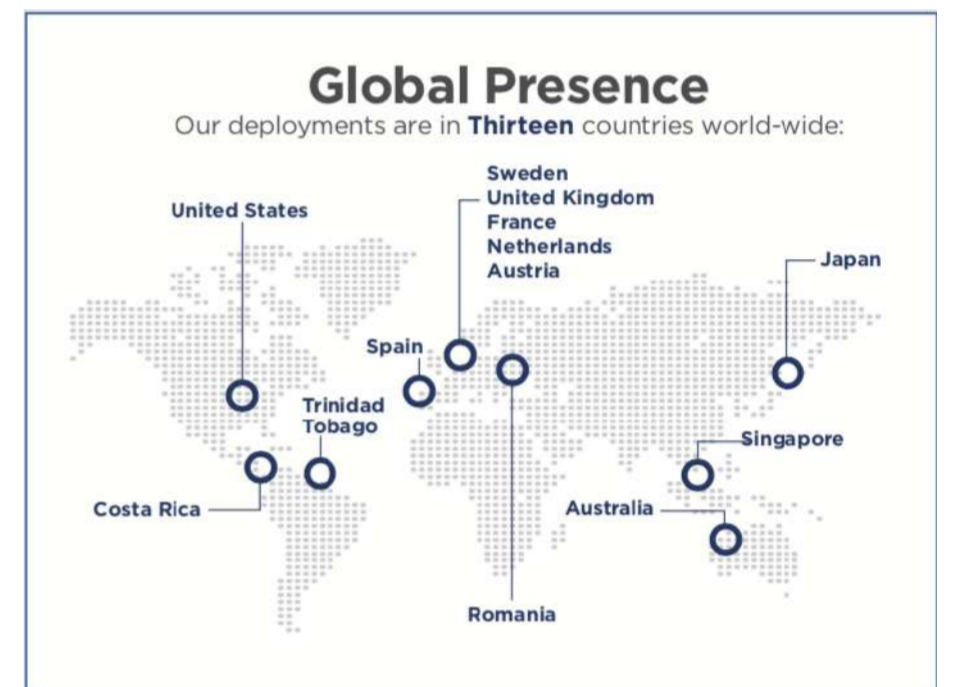 Global Presence
Our deployments are in Thirteen countries world-wide:
Sweden
United Kingdom
France
Netherlands
Austria
United States
Japan
Spain
Trinidad
Tobago
Singapore
Costa Rica
Australia
Romania